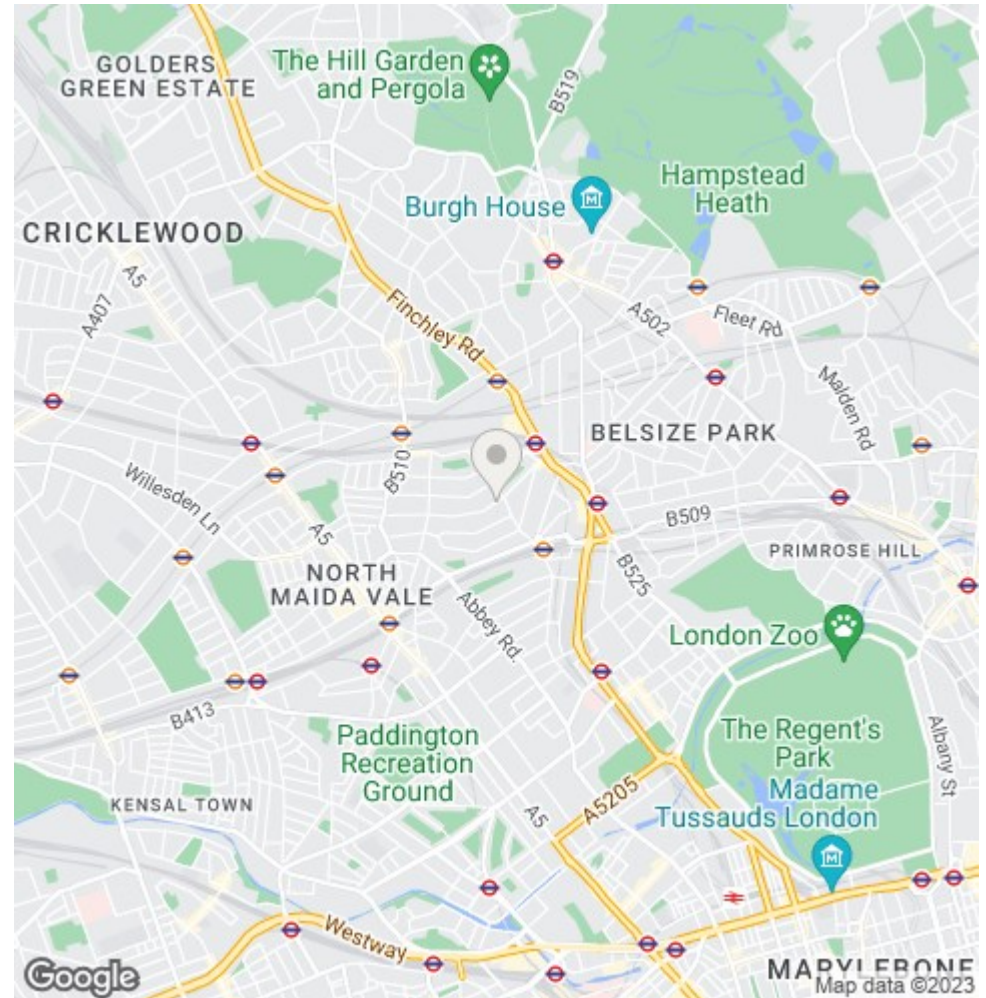 GOLDERS
GREEN ESTATE
The Hill Garden
and Pergola
B519
Hampstead
Heath
Burgh House
CRICKLEWOOD
A5
A407
Finchley Rd
A502
Fleet Rd
Malden Rd
BELSIZE PARK
B510
Willesden Ln
A5
B509
PRIMROSE HILL
B525
NORTH
MAIDA VALE
Abbey Rd.
London Zoo
B413
The Regent's
Park
Albany St
Paddington
Recreation
Ground
KENSAL TOWN
A5
A5205
Madame
Tussauds London
Westway
MARYLEBONE
Google
Map data ©2023